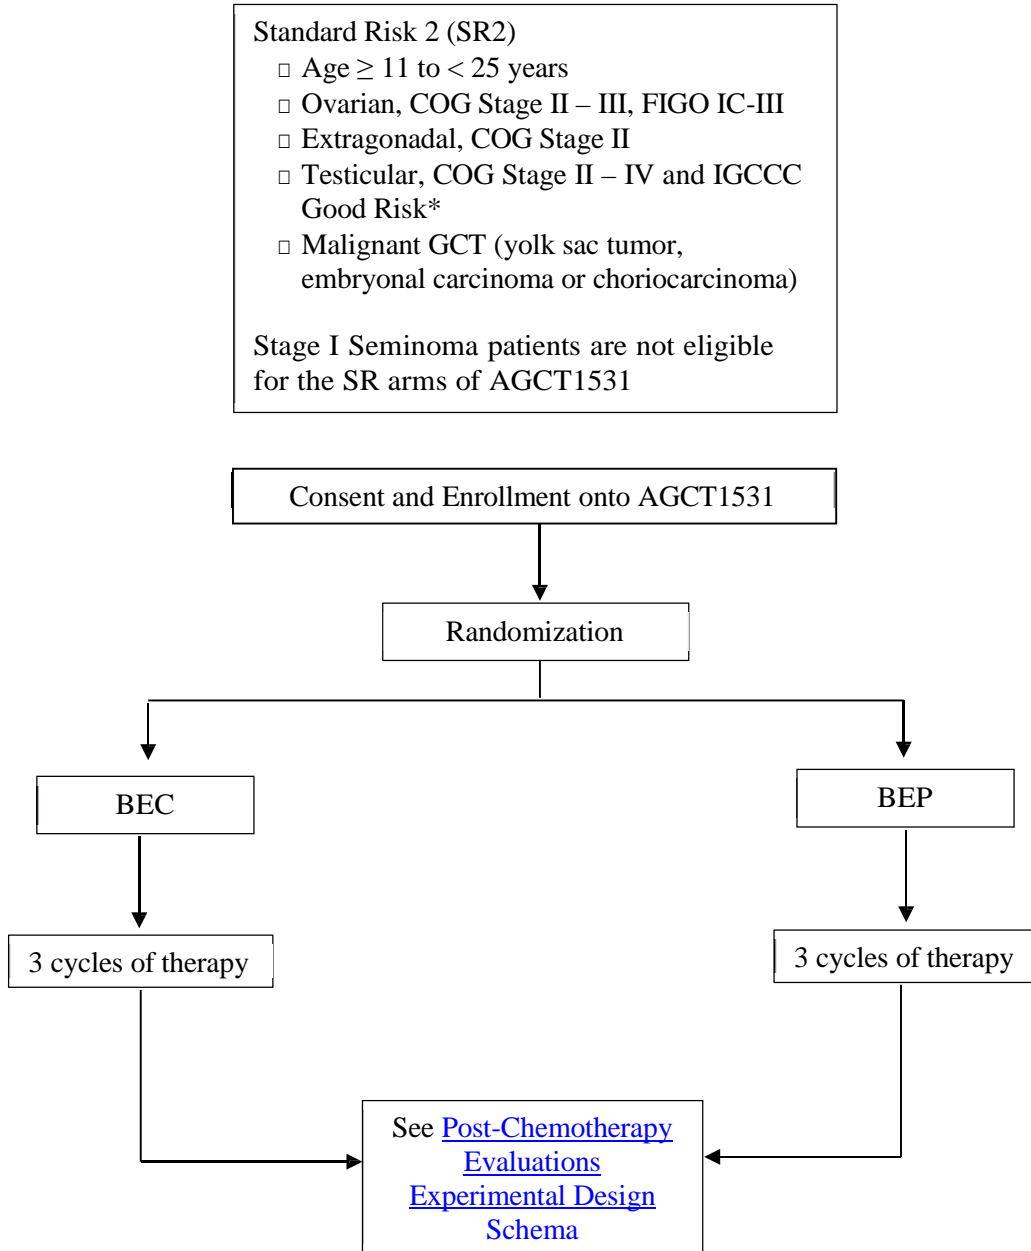 Standard Risk 2 (SR2)
□ Age ≥ 11 to < 25 years
□ Ovarian, COG Stage II – III, FIGO IC-III
□ Extragonadal, COG Stage II
□ Testicular, COG Stage II – IV and IGCCC
Good Risk*
□ Malignant GCT (yolk sac tumor,
embryonal carcinoma or choriocarcinoma)
Stage I Seminoma patients are not eligible
for the SR arms of AGCT1531
Consent and Enrollment onto AGCT1531
Randomization
BEC
BEP
3 cycles of therapy
3 cycles of therapy
See Post-Chemotherapy
Evaluations
Experimental Design
Schema